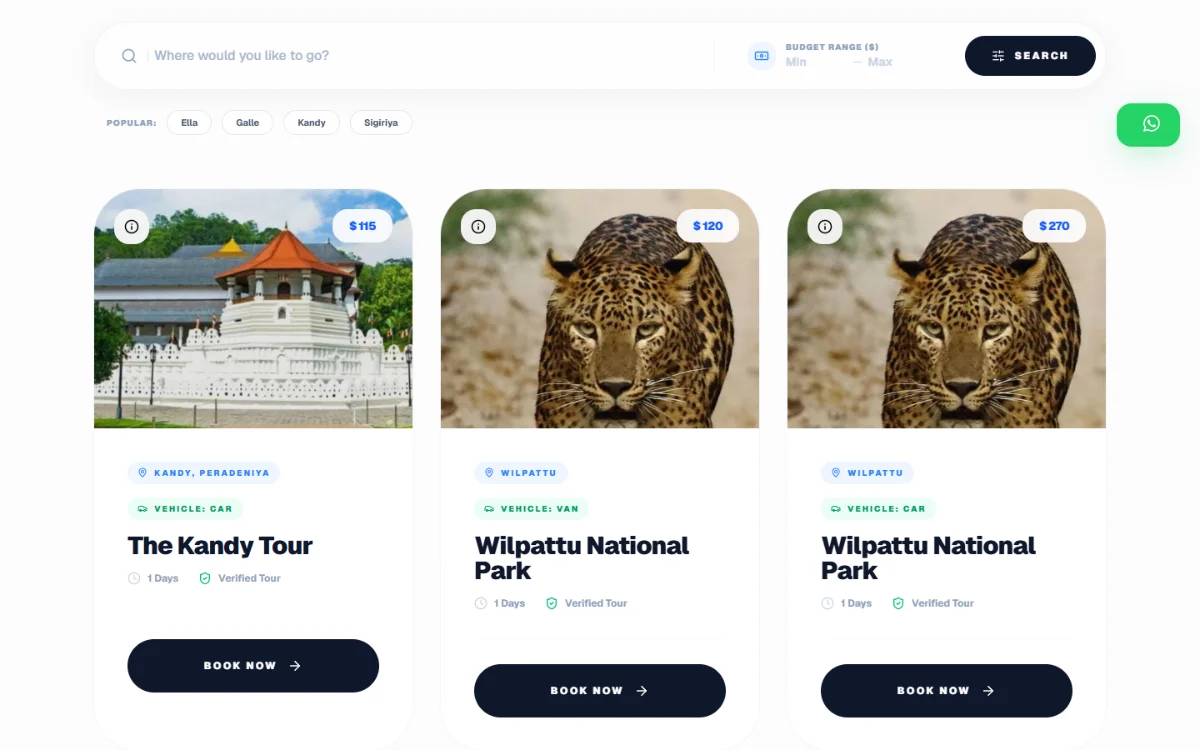 Where would you like to go?
BUDGET RANGE ($)
Min — Max
SEARCH
POPULAR: Ella Galle Kandy Sigiriya
$115
$120
$270
KANDY, PERADENIYA
VEHICLE: CAR
The Kandy Tour
1 Days Verified Tour
BOOK NOW
WILPATTU
VEHICLE: VAN
Wilpattu National
Park
1 Days Verified Tour
BOOK NOW
WILPATTU
VEHICLE: CAR
Wilpattu National
Park
1 Days Verified Tour
BOOK NOW